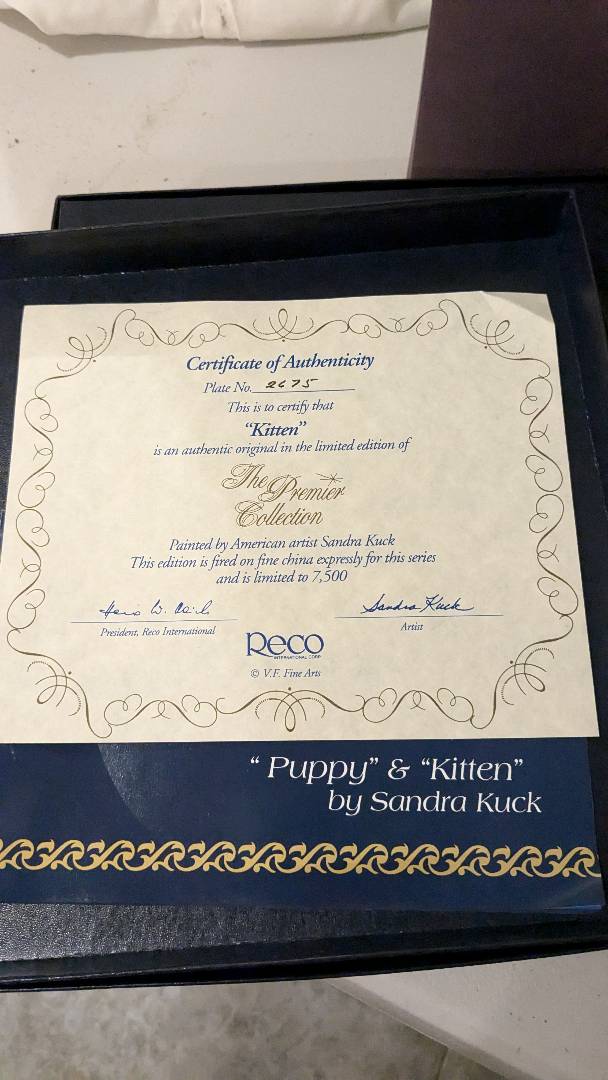 Certificate of Authenticity
Plate No. 2675
This is to certify that
"Kitten"
is an authentic original in the limited edition of
The Premier
Collection
Painted by American artist Sandra Kuck
This edition is fired on fine china expressly for this series
and is limited to 7,500
Sandra Kuck
President, Reco International
Artist
Reco
INTERNATIONAL CORP.
© V.F. Fine Arts
"Puppy" & "Kitten"
by Sandra Kuck